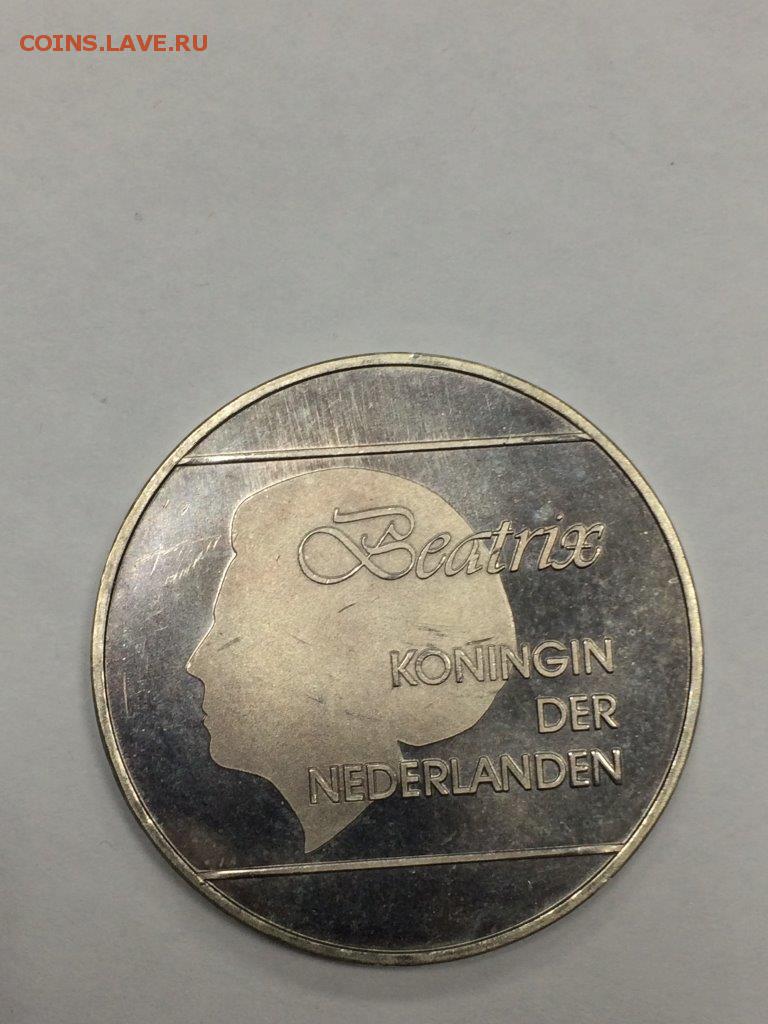 COINS.LAVE.RU
Beatrix
KONINGIN
DER
NEDERLANDEN